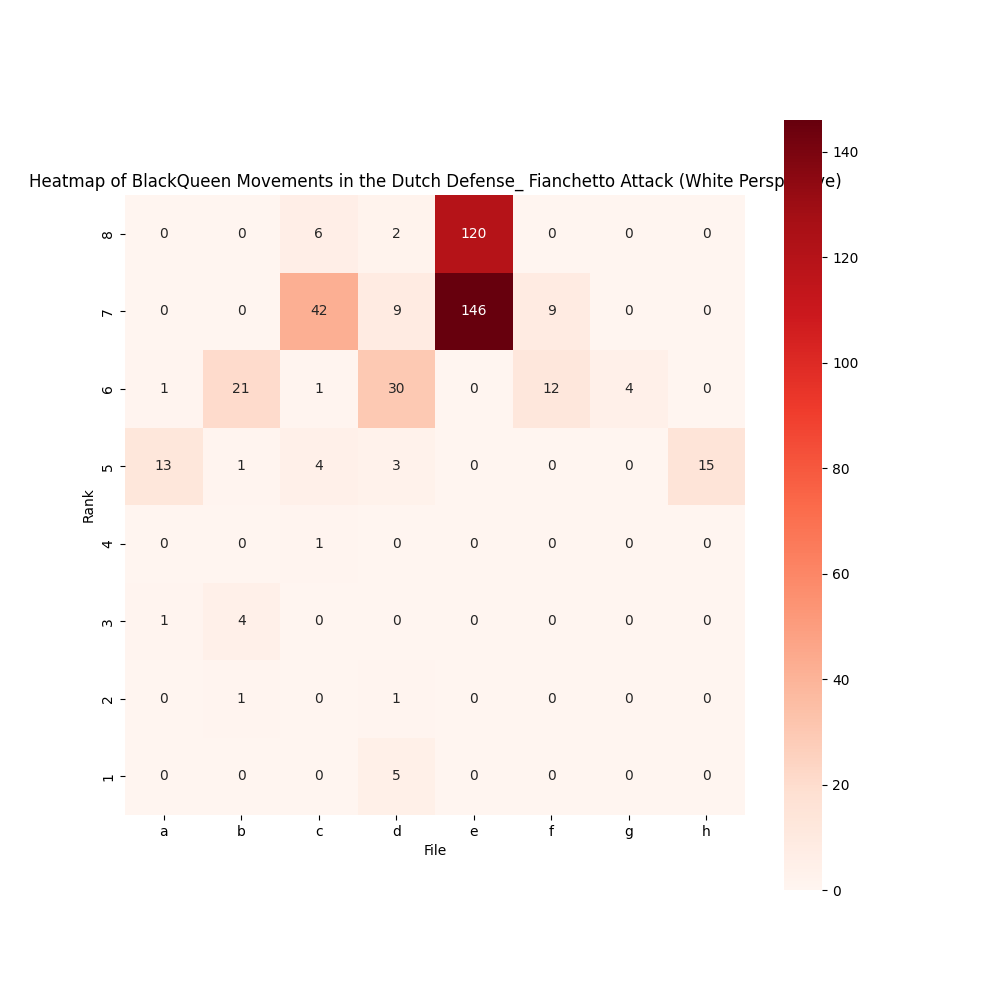 Heatmap of BlackQueen Movements in the Dutch Defense_ Fianchetto Attack (White Persp ve)
8 0 0 6 2 120 0 0 0
7 0 0 42 9 146 9 0 0
6 1 21 1 30 0 12 4 0
5 13 1 4 3 0 0 0 15
4 0 0 1 0 0 0 0 0
3 1 4 0 0 0 0 0 0
2 0 1 0 1 0 0 0 0
1 0 0 0 5 0 0 0 0
a b c d e f g h
File
Rank
140
120
100
80
60
40
20
0